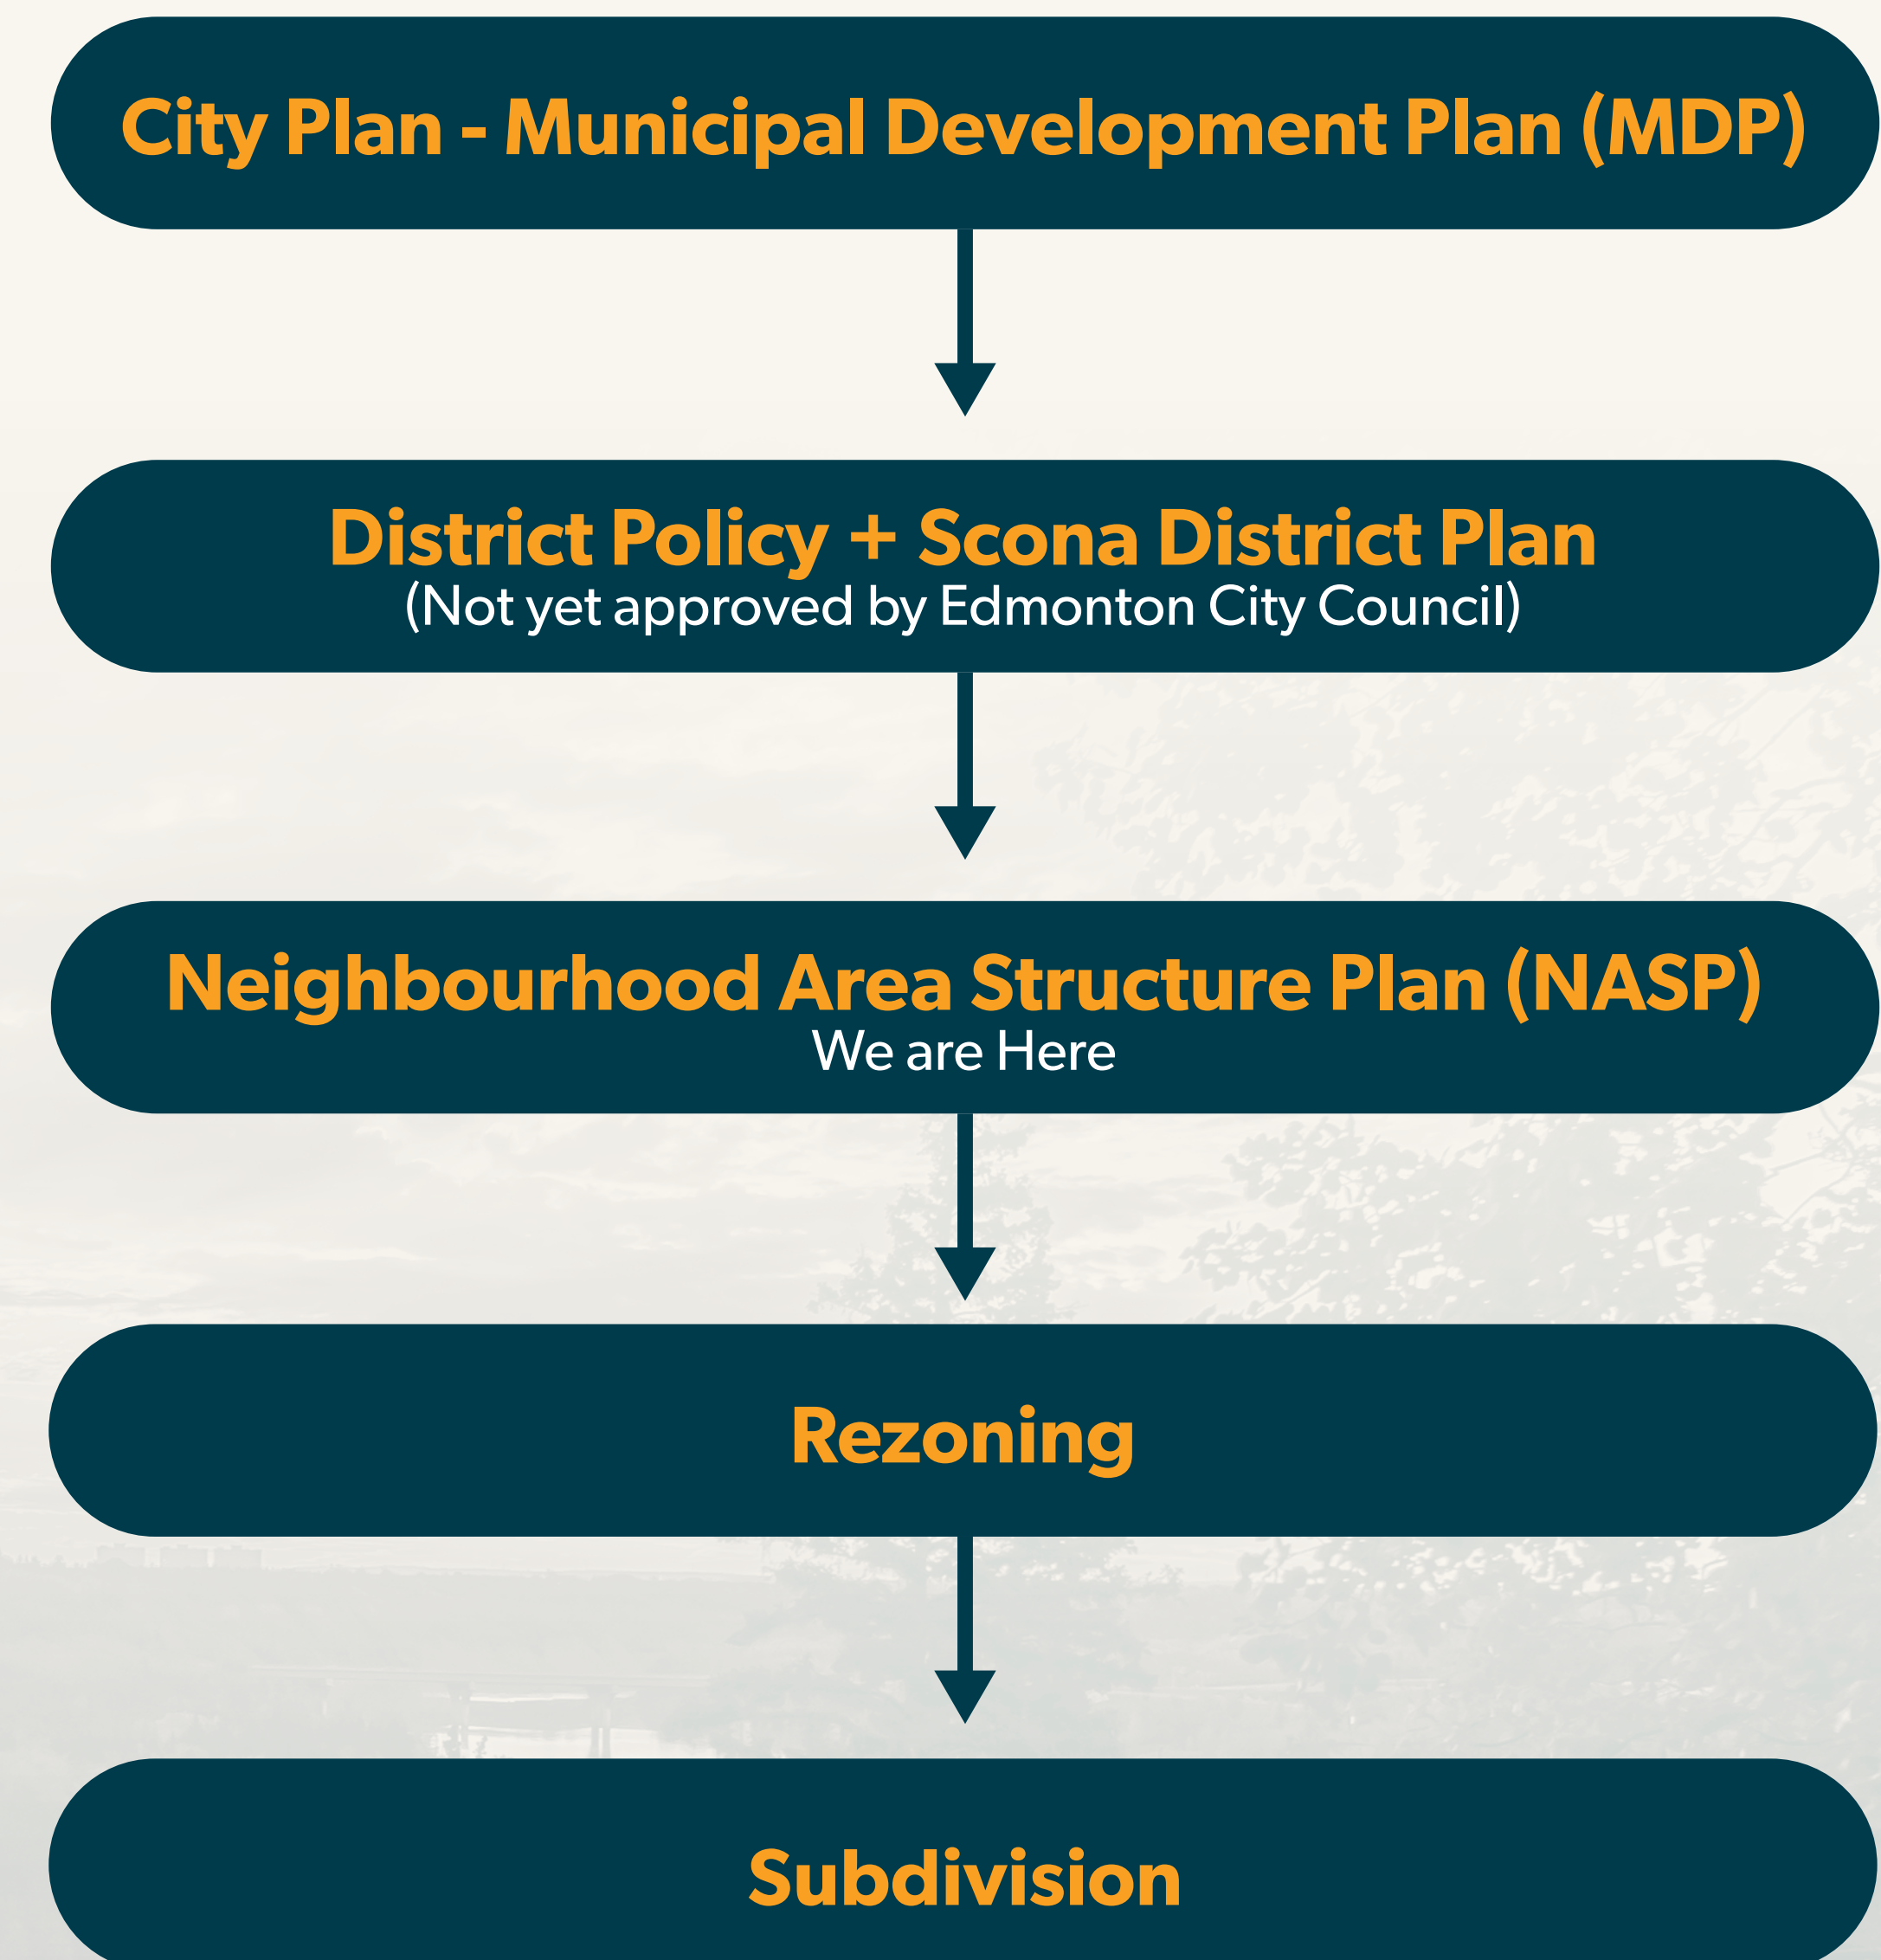 City Plan - Municipal Development Plan (MDP)
District Policy + Scona District Plan
(Not yet approved by Edmonton City Council)
Neighbourhood Area Structure Plan (NASP)
We are Here
Rezoning
Subdivision